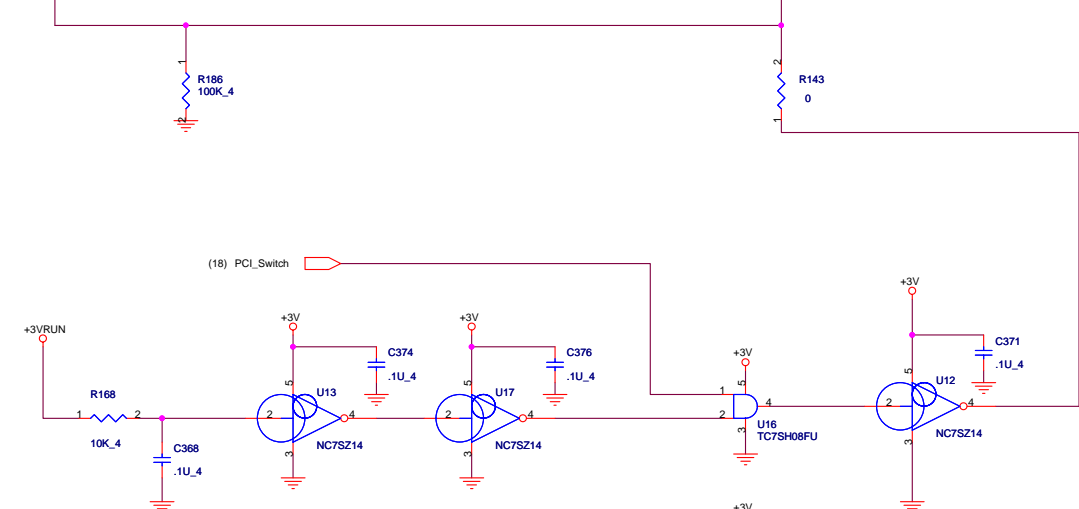 1
R186
100K_4
2
2
R143
0
1
(18) PCI_Switch
+3V
+3VRUN
+3V
+3V
C371
.1U_4
C374
.1U_4
C376
.1U_4
+3V
R168
1
2
10K_4
C368
.1U_4
5
U13
2
4
NC7SZ14
3
5
U17
2
4
NC7SZ14
3
1
5
2
4
3
U16
TC7SH08FU
5
U12
2
4
NC7SZ14
3
+3V